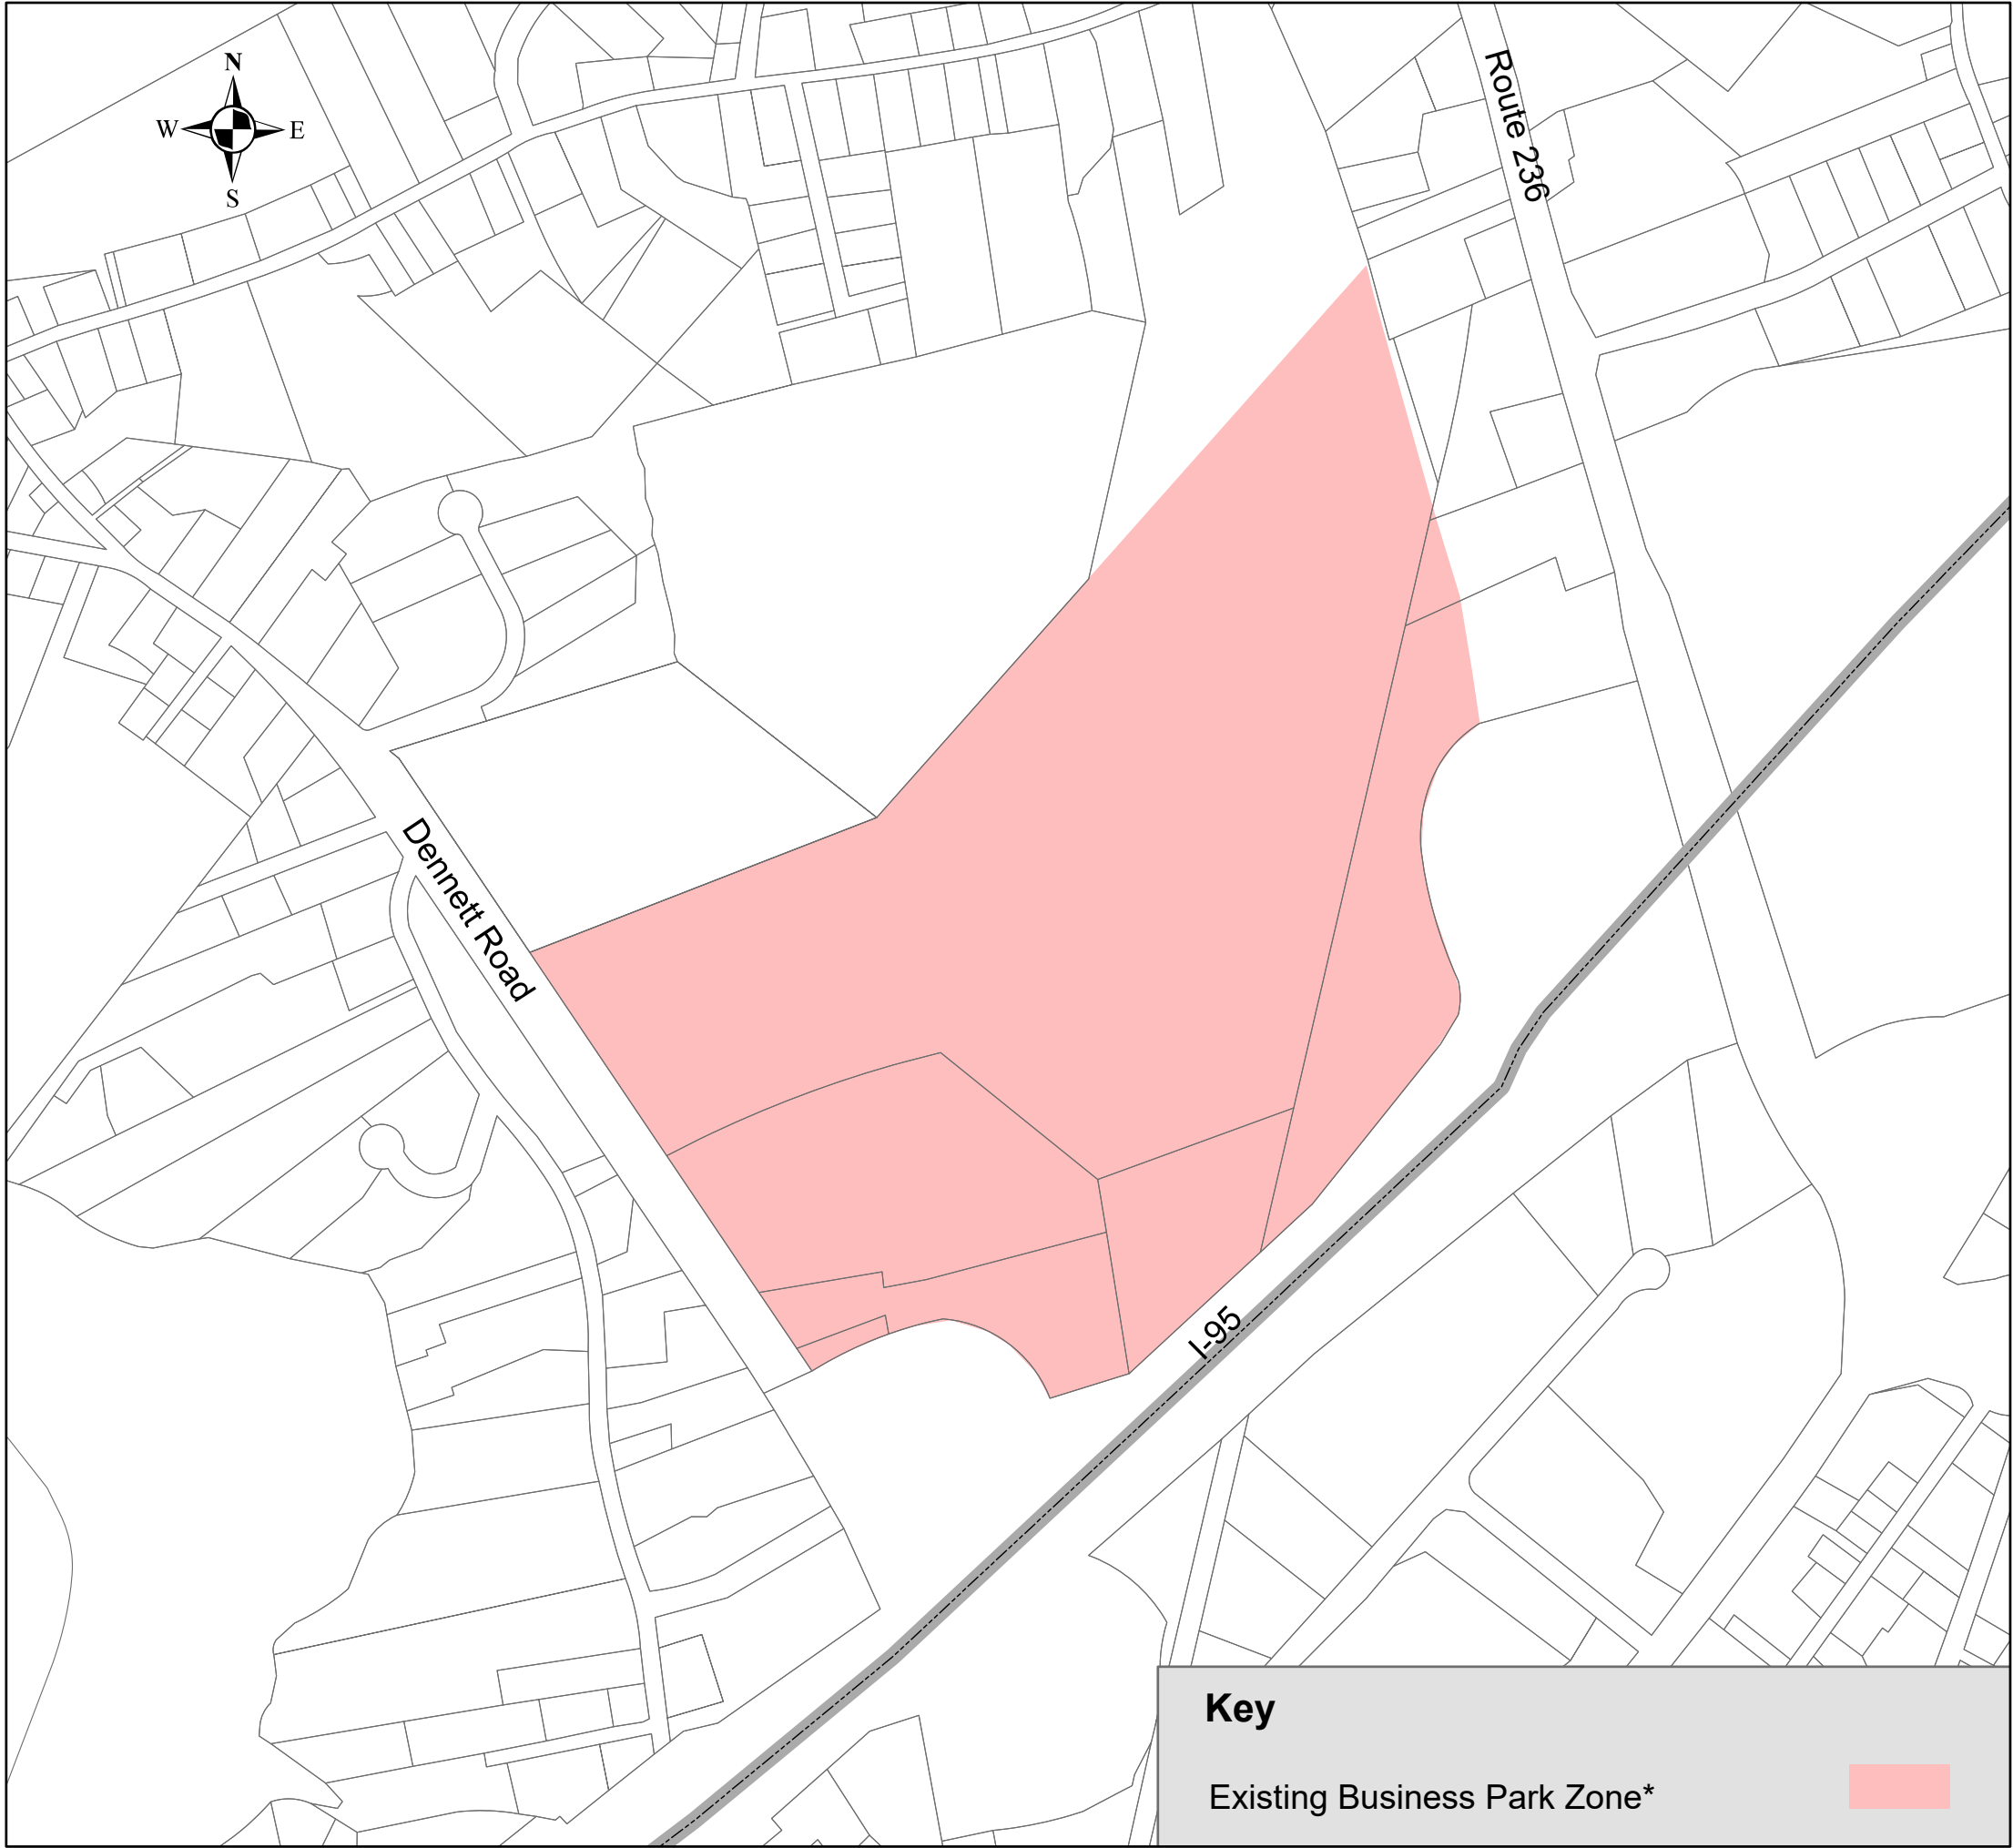 N
W E
S
Route 236
Dennett Road
I-95
Key
Existing Business Park Zone*